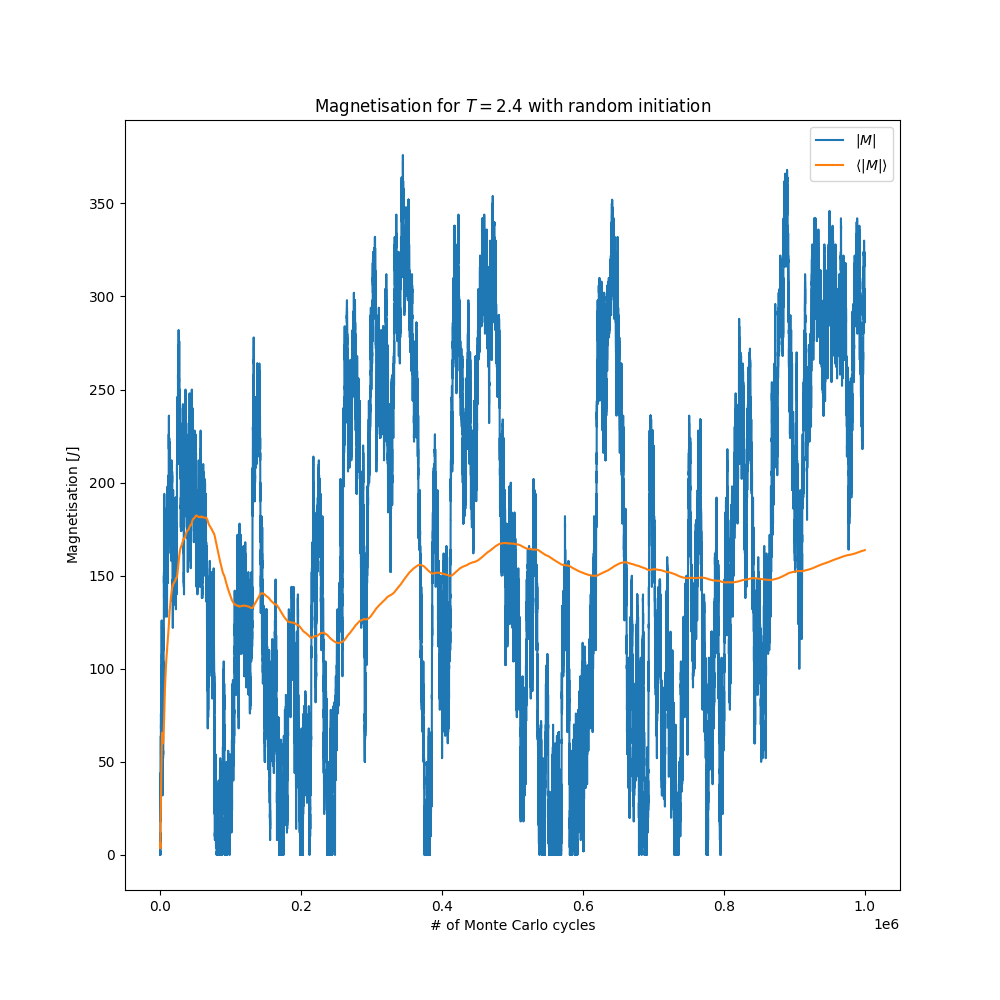 Magnetisation for T = 2.4 with random initiation
|M|
⟨|M|⟩
350
300
250
200
150
100
50
0
Magnetisation [J]
0.0 0.2 0.4 0.6 0.8 1.0
1e6
# of Monte Carlo cycles